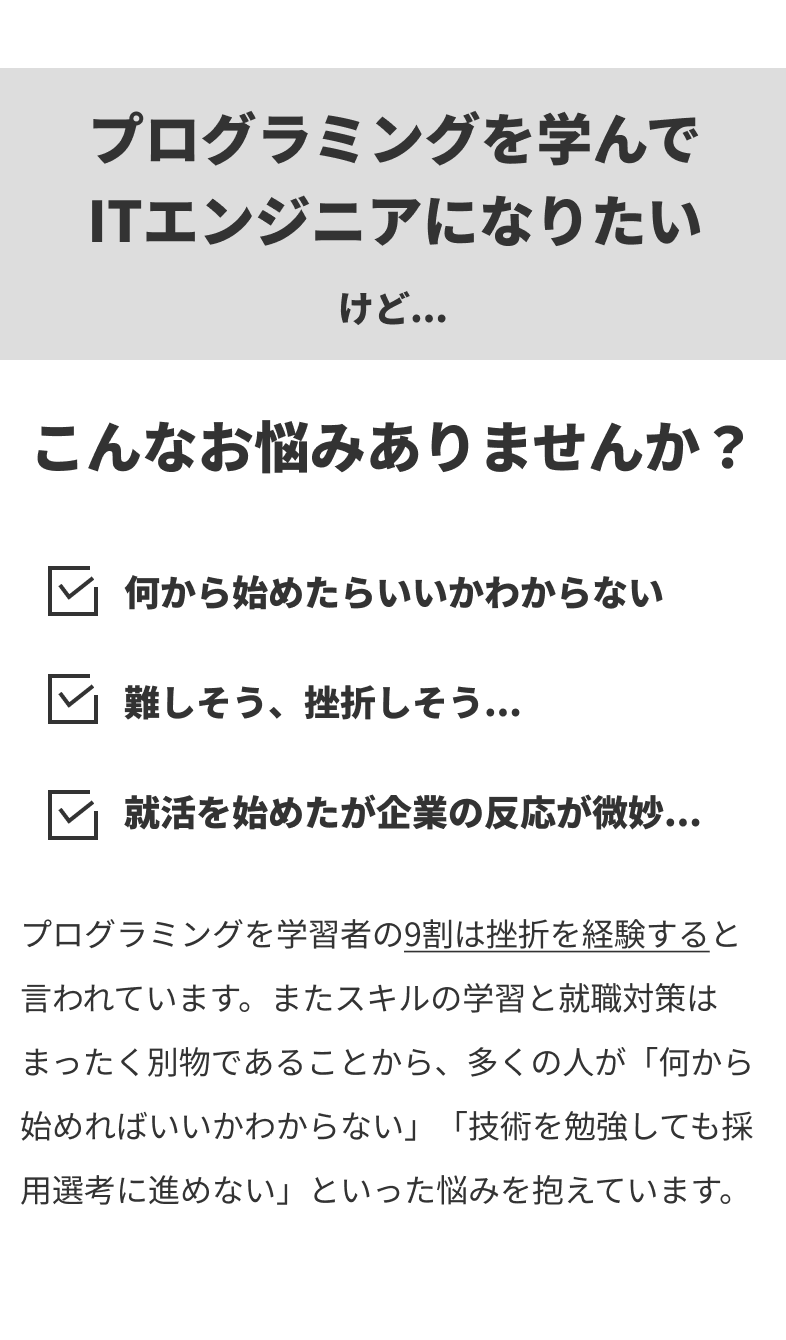 プログラミングを学んで
ITエンジニアになりたい
けど...
こんなお悩みありませんか？
何から始めたらいいかわからない
難しそう、挫折しそう...
就活を始めたが企業の反応が微妙...
プログラミングを学習者の9割は挫折を経験すると
言われています。またスキルの学習と就職対策は
まったく別物であることから、多くの人が「何から
始めればいいかわからない」「技術を勉強しても採
用選考に進めない」といった悩みを抱えています。